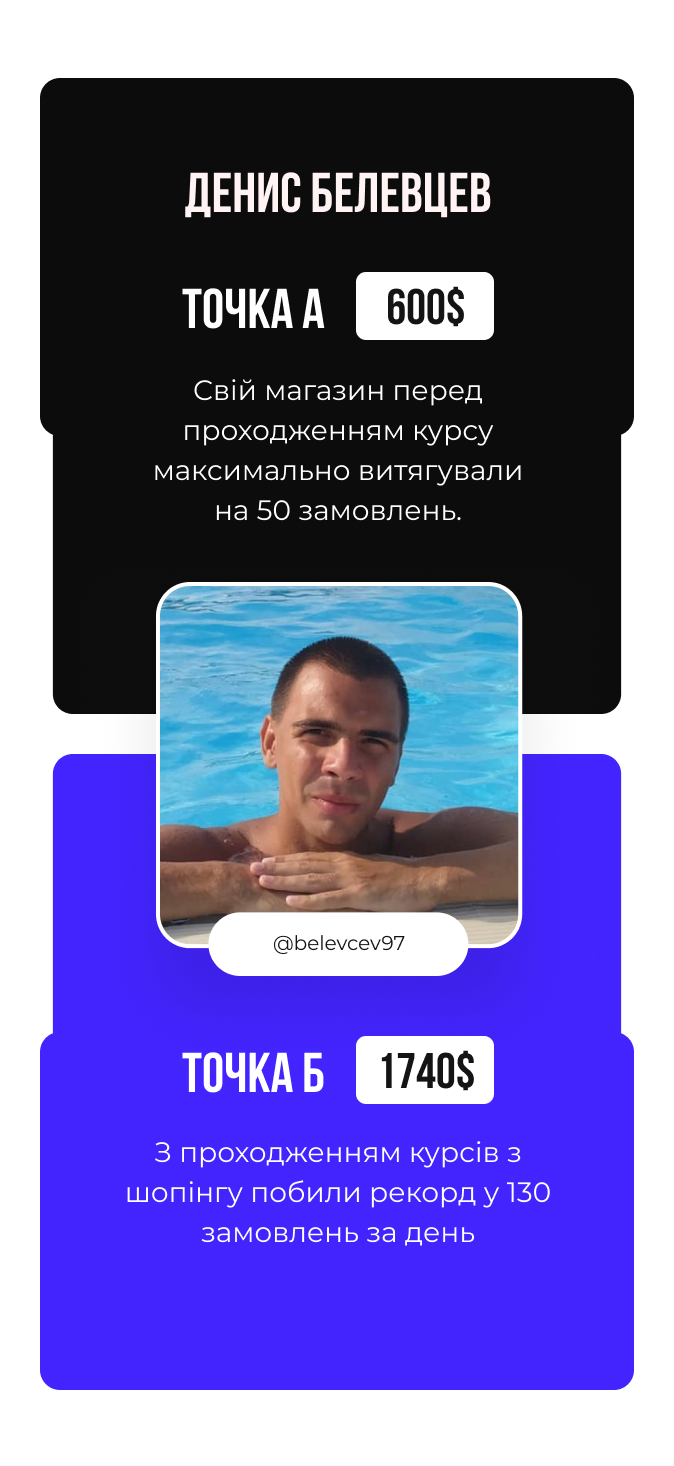 ДЕНИС БЕЛЕВЦЕВ
ТОЧКА А 600$
Свій магазин перед
проходженням курсу
максимально витягували
на 50 замовлень.
@belevcev97
ТОЧКА Б 1740$
З проходженням курсів з
шопінгу побили рекорд у 130
замовлень за день